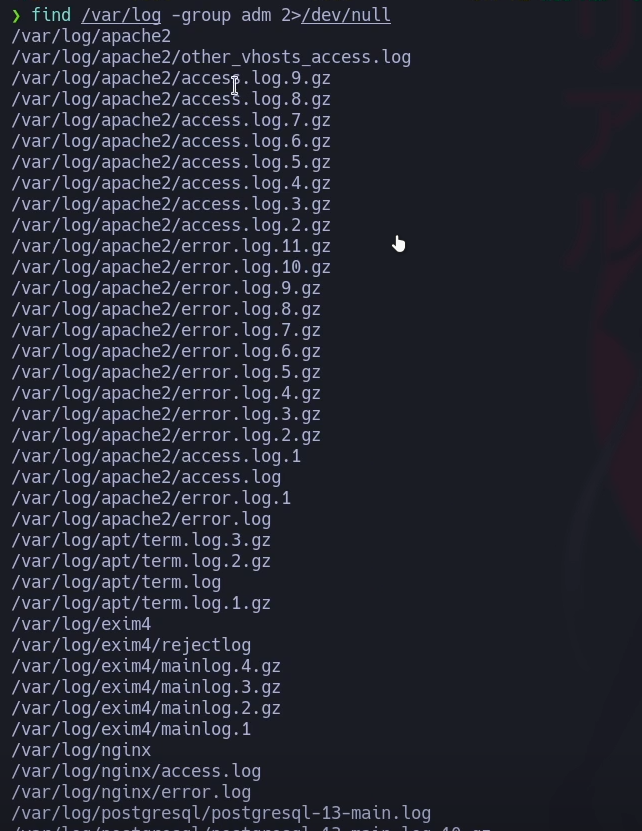 ❯ find /var/log -group adm 2>/dev/null
/var/log/apache2
/var/log/apache2/other_vhosts_access.log
/var/log/apache2/access.log.9.gz
/var/log/apache2/access.log.8.gz
/var/log/apache2/access.log.7.gz
/var/log/apache2/access.log.6.gz
/var/log/apache2/access.log.5.gz
/var/log/apache2/access.log.4.gz
/var/log/apache2/access.log.3.gz
/var/log/apache2/access.log.2.gz
/var/log/apache2/error.log.11.gz
/var/log/apache2/error.log.10.gz
/var/log/apache2/error.log.9.gz
/var/log/apache2/error.log.8.gz
/var/log/apache2/error.log.7.gz
/var/log/apache2/error.log.6.gz
/var/log/apache2/error.log.5.gz
/var/log/apache2/error.log.4.gz
/var/log/apache2/error.log.3.gz
/var/log/apache2/error.log.2.gz
/var/log/apache2/access.log.1
/var/log/apache2/access.log
/var/log/apache2/error.log.1
/var/log/apache2/error.log
/var/log/apt/term.log.3.gz
/var/log/apt/term.log.2.gz
/var/log/apt/term.log
/var/log/apt/term.log.1.gz
/var/log/exim4
/var/log/exim4/rejectlog
/var/log/exim4/mainlog.4.gz
/var/log/exim4/mainlog.3.gz
/var/log/exim4/mainlog.2.gz
/var/log/exim4/mainlog.1
/var/log/nginx
/var/log/nginx/access.log
/var/log/nginx/error.log
/var/log/postgresql/postgresql-13-main.log
リアル